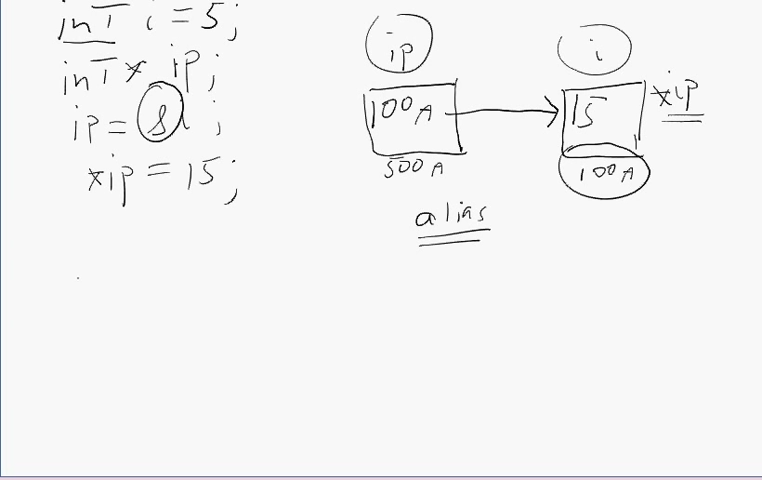 int i = 5;
int * ip;
ip = & i ;
*ip = 15;
ip
i
100A
15
*ip
500A
100A
alias